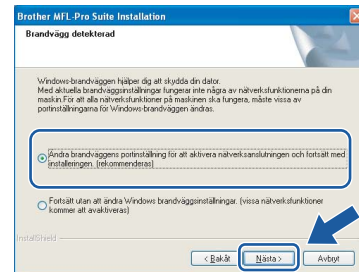 Brother MFL-Pro Suite Installation
Brandvägg detekterad
Windows-brandväggen hjälper dig att skydda din dator.
Med aktuella brandväggsinställningar fungerar inte några av nätverksfunktionerna på din
maskin.För att alla nätverksfunktioner på maskinen ska fungera, måste vissa av
portinställningarna för Windows-brandväggen ändras.
Ändra brandväggens portinställning för att aktivera nätverksanslutningen och fortsätt med
installeringen. (rekommenderas)
Fortsätt utan att ändra Windows brandväggsinställningar. (vissa nätverksfunktioner
kommer att avaktiveras)
InstallShield
< Bakåt Nästa > Avbryt